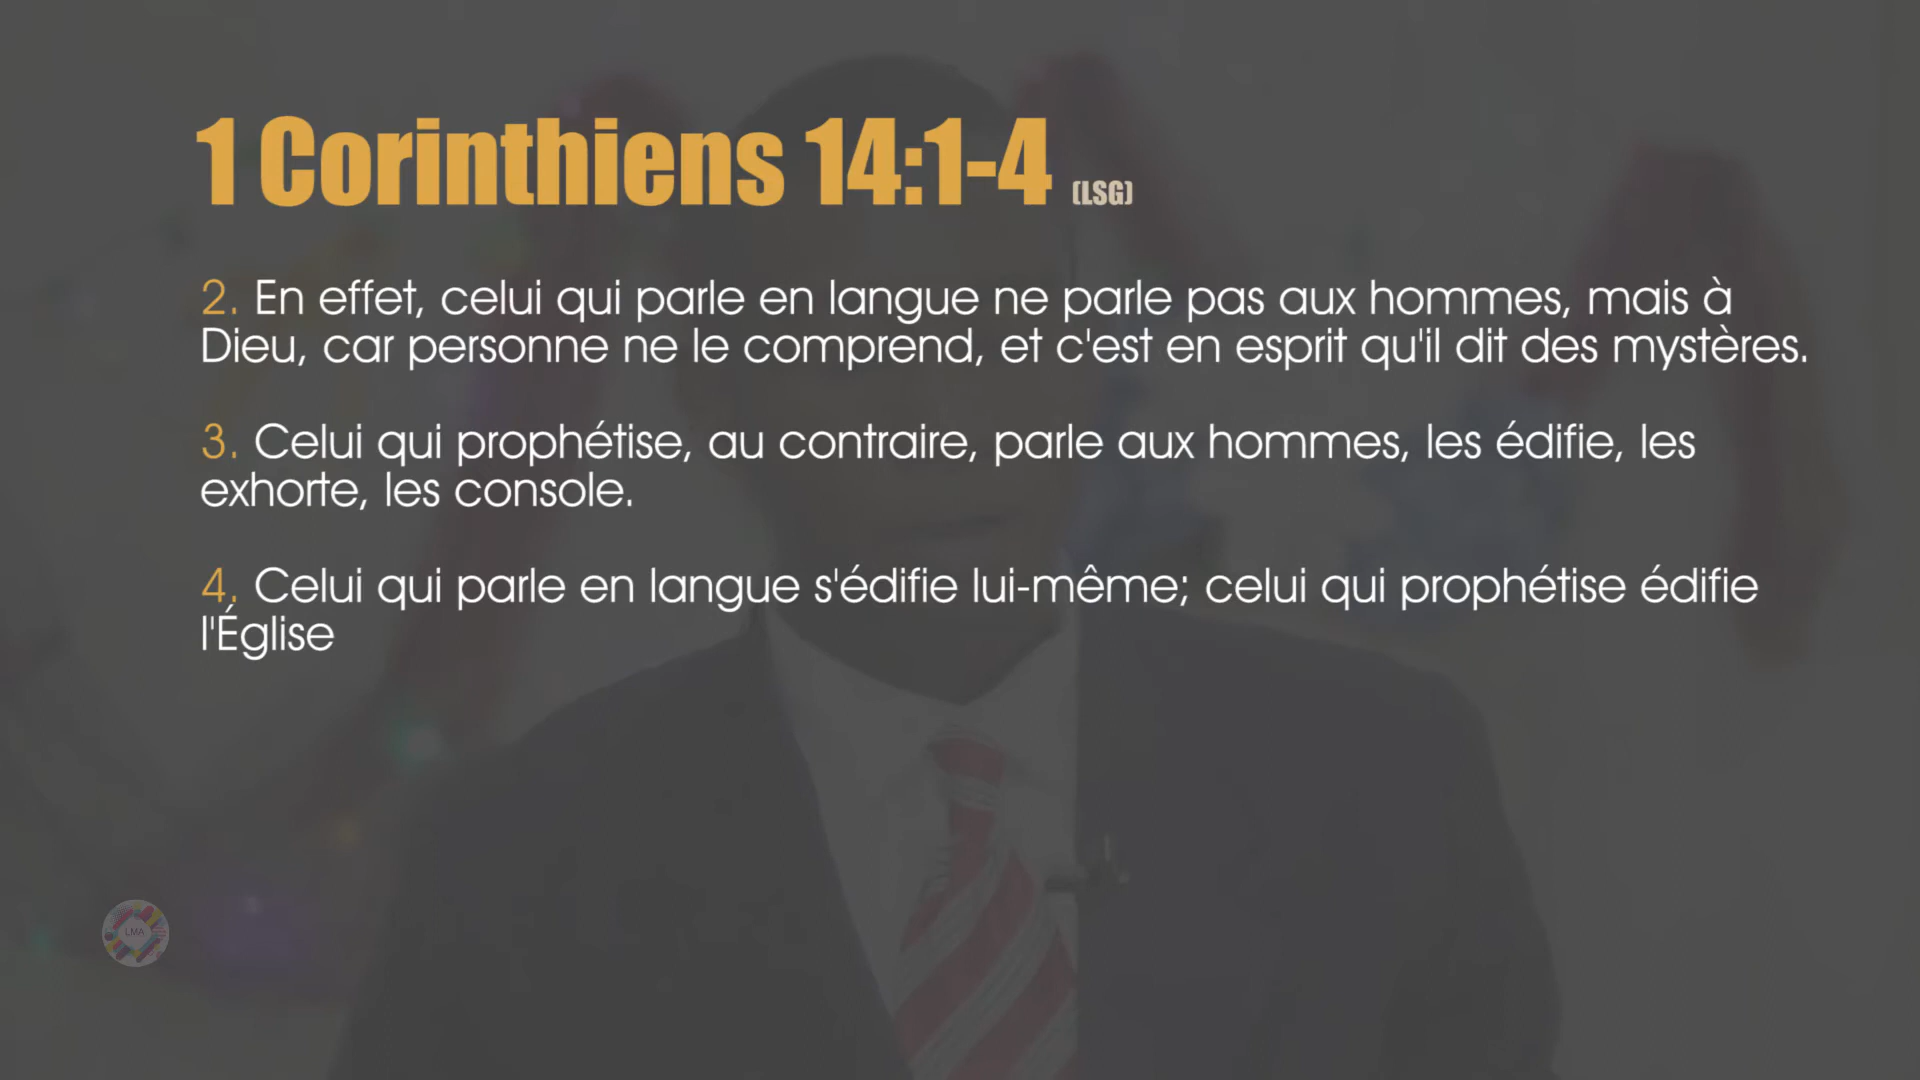 1 Corinthiens 14:1-4 (LSG)
2. En effet, celui qui parle en langue ne parle pas aux hommes, mais à
Dieu, car personne ne le comprend, et c'est en esprit qu'il dit des mystères.
3. Celui qui prophétise, au contraire, parle aux hommes, les édifie, les
exhorte, les console.
4. Celui qui parle en langue s'édifie lui-même; celui qui prophétise édifie
l'Église
LMA